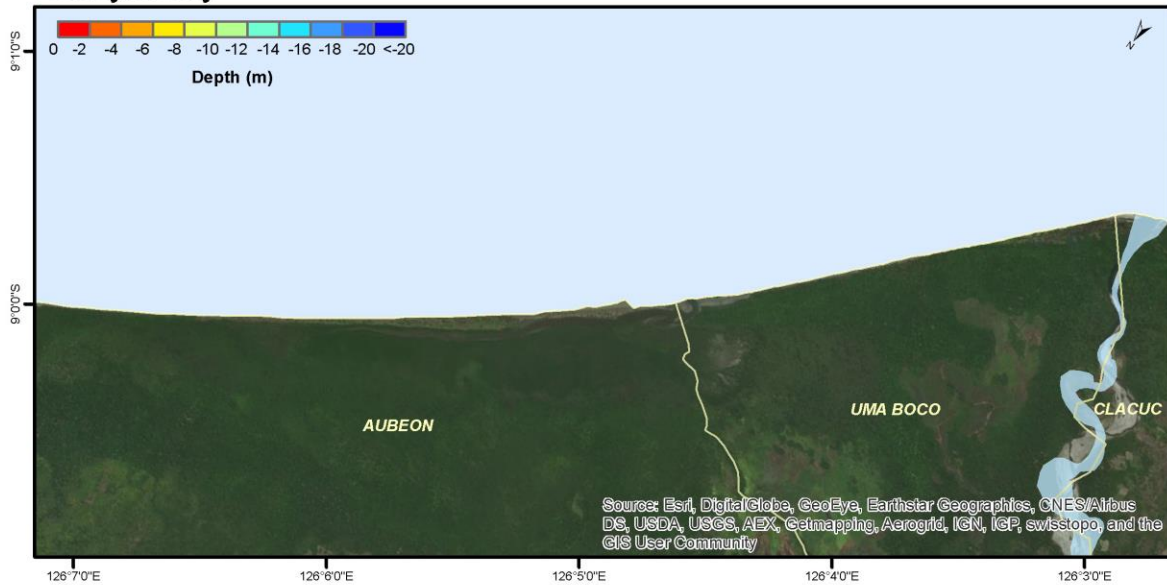 0 -2 -4 -6 -8 -10 -12 -14 -16 -18 -20 <-20
Depth (m)
N
9°1'0"S
9°0'0"S
AUBEON
UMA BOCO
CLACUC
Source: Esri, DigitalGlobe, GeoEye, Earthstar Geographics, CNES/Airbus
DS, USDA, USGS, AEX, Getmapping, Aerogrid, IGN, IGP, swisstopo, and the
GIS User Community
126°7'0"E 126°6'0"E 126°5'0"E 126°4'0"E 126°3'0"E